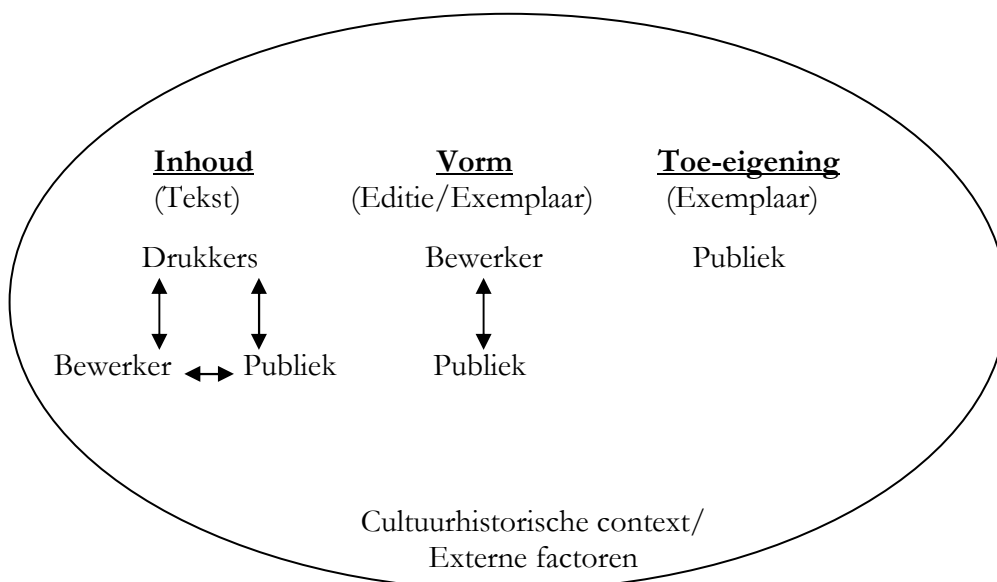 Inhoud
(Tekst)
Drukkers
Bewerker
Publiek
Vorm
(Editie/Exemplaar)
Bewerker
Publiek
Toe-eigening
(Exemplaar)
Publiek
Cultuurhistorische context/
Externe factoren